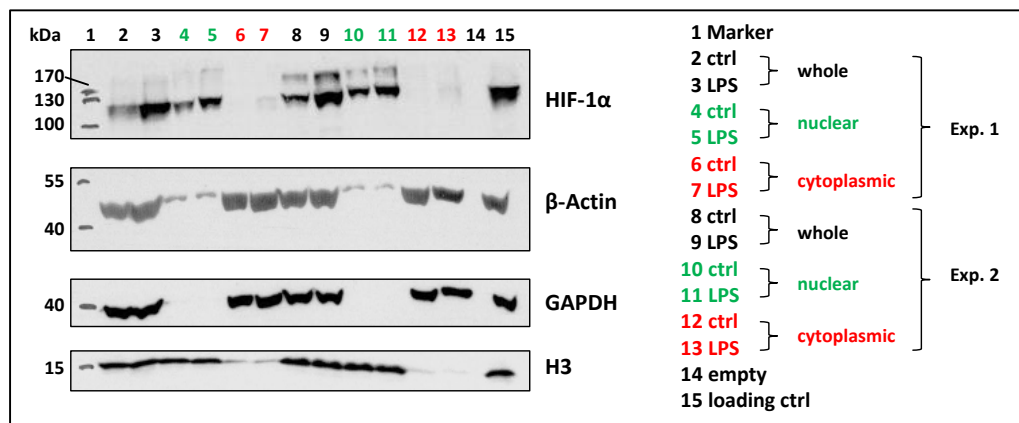 kDa 1 2 3 4 5 6 7 8 9 10 11 12 13 14 15
170
130
100
HIF-1α
55
40
β-Actin
40
GAPDH
15
H3
1 Marker
2 ctrl
3 LPS
whole
4 ctrl
5 LPS
nuclear
6 ctrl
7 LPS
cytoplasmic
Exp. 1
8 ctrl
9 LPS
whole
10 ctrl
11 LPS
nuclear
12 ctrl
13 LPS
cytoplasmic
Exp. 2
14 empty
15 loading ctrl